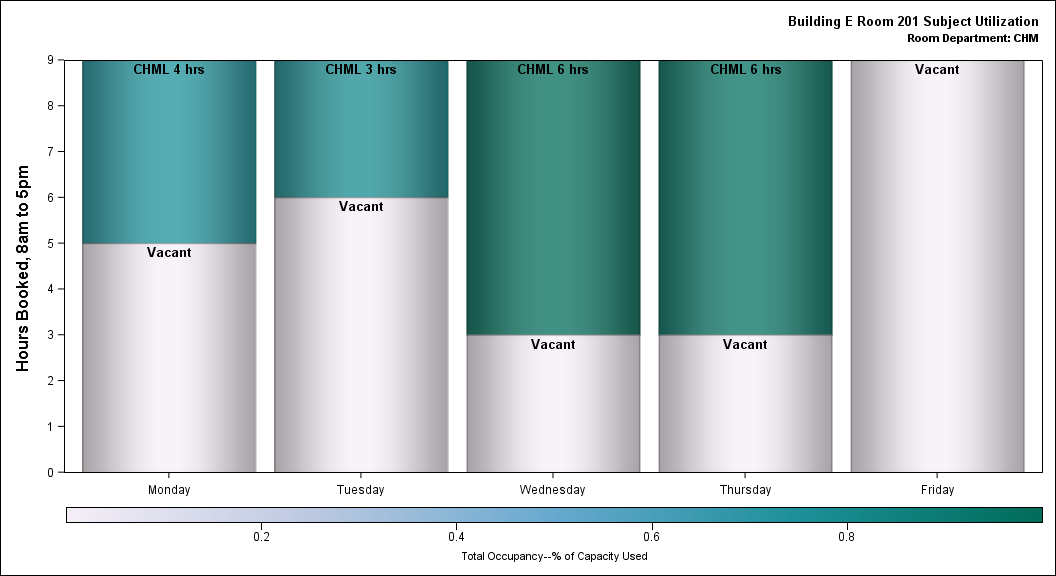 Building E Room 201 Subject Utilization
Room Department: CHM
Hours Booked, 8am to 5pm
9
8
7
6
5
4
3
2
1
0
CHML 4 hrs
Vacant
CHML 3 hrs
Vacant
CHML 6 hrs
Vacant
CHML 6 hrs
Vacant
Vacant
Monday Tuesday Wednesday Thursday Friday
0.2 0.4 0.6 0.8
Total Occupancy--% of Capacity Used